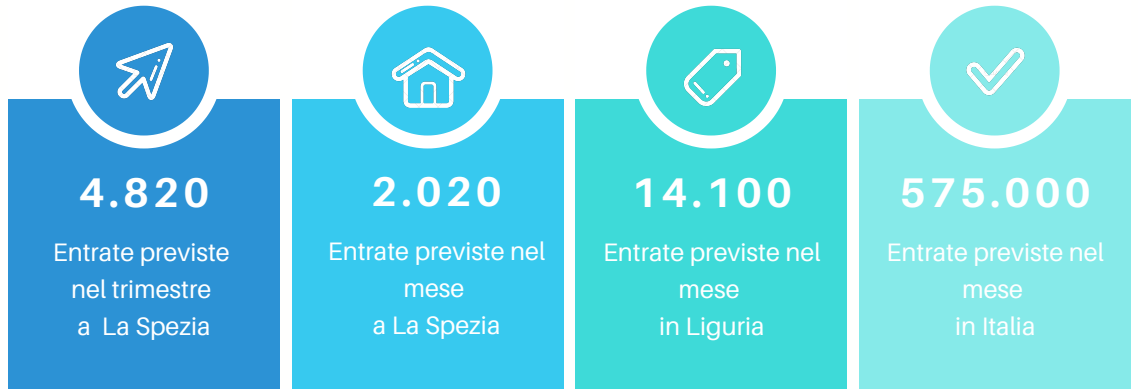 4.820
Entrate previste
nel trimestre
a La Spezia
2.020
Entrate previste nel
mese
a La Spezia
14.100
Entrate previste nel
mese
in Liguria
575.000
Entrate previste nel
mese
in Italia